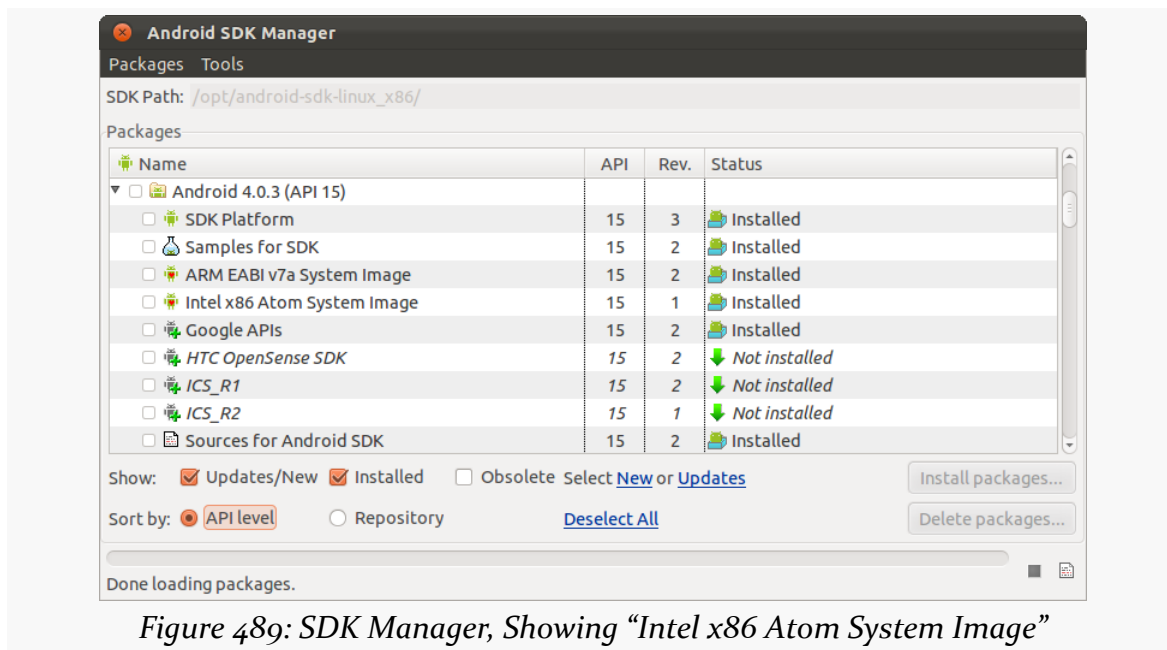 Android SDK Manager
Packages Tools
SDK Path: /opt/android-sdk-linux_x86/
Packages
Name API Rev. Status
Android 4.0.3 (API 15)
SDK Platform 15 3 Installed
Samples for SDK 15 2 Installed
ARM EABI v7a System Image 15 2 Installed
Intel x86 Atom System Image 15 1 Installed
Google APIs 15 2 Installed
HTC OpenSense SDK 15 2 Not installed
ICS_R1 15 2 Not installed
ICS_R2 15 1 Not installed
Sources for Android SDK 15 2 Installed
Show: Updates/New Installed Obsolete Select New or Updates Install packages...
Sort by: API level Repository Deselect All Delete packages...
Done loading packages.
Figure 489: SDK Manager, Showing “Intel x86 Atom System Image”